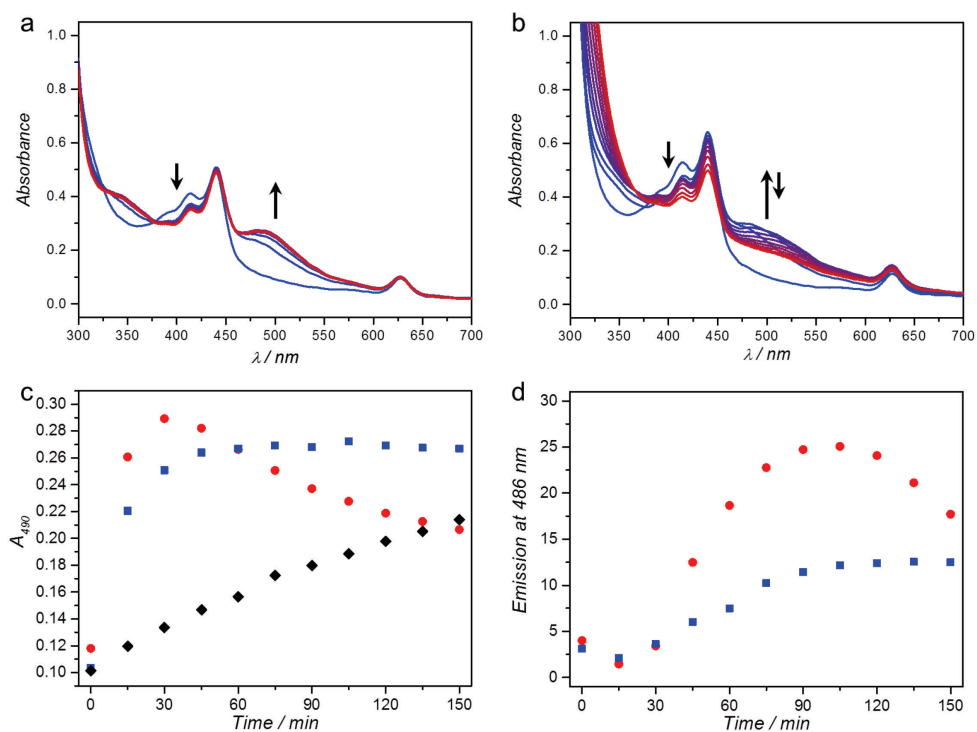 a
1.0
0.8
0.6
0.4
0.2
0.0
Absorbance
300 350 400 450 500 550 600 650 700
λ / nm
b
1.0
0.8
0.6
0.4
0.2
0.0
Absorbance
300 350 400 450 500 550 600 650 700
λ / nm
c
0.30
0.28
0.26
0.24
0.22
0.20
0.18
0.16
0.14
0.12
0.10
A490
0 30 60 90 120 150
Time / min
d
30
25
20
15
10
5
0
Emission at 486 nm
0 30 60 90 120 150
Time / min